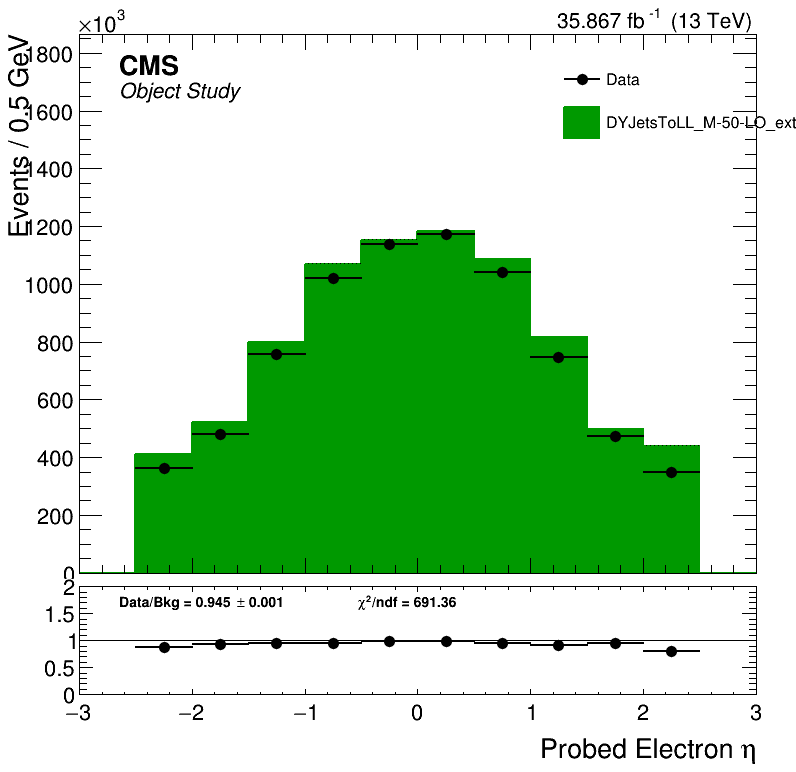 ×10³
35.867 fb⁻¹ (13 TeV)
CMS
Object Study
Data
DYJetsToLL_M-50-LO_ext
Events / 0.5 GeV
1800
1600
1400
1200
1000
800
600
400
200
0
Data/Bkg = 0.945 ± 0.001
χ²/ndf = 691.36
2
1.5
1
0.5
0
−3 −2 −1 0 1 2 3
Probed Electron η